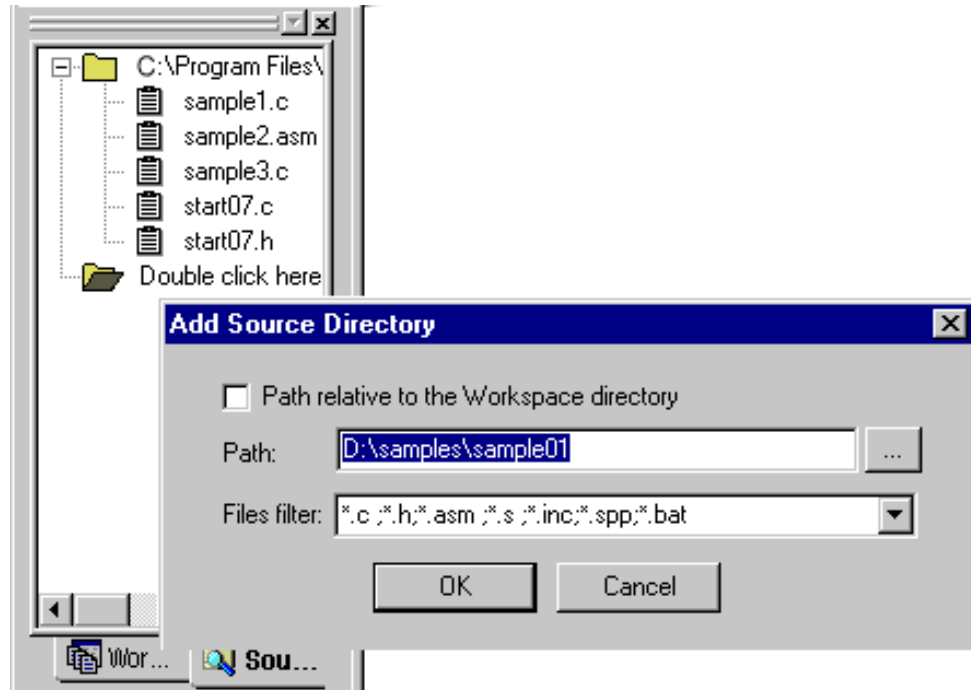 C:\Program Files\
sample1.c
sample2.asm
sample3.c
start07.c
start07.h
Double click here
Add Source Directory
Path relative to the Workspace directory
Path: D:\samples\sample01 ...
Files filter: *.c ;*.h;*.asm ;*.s ;*.inc;*.spp;*.bat
OK Cancel
Wor... Sou...